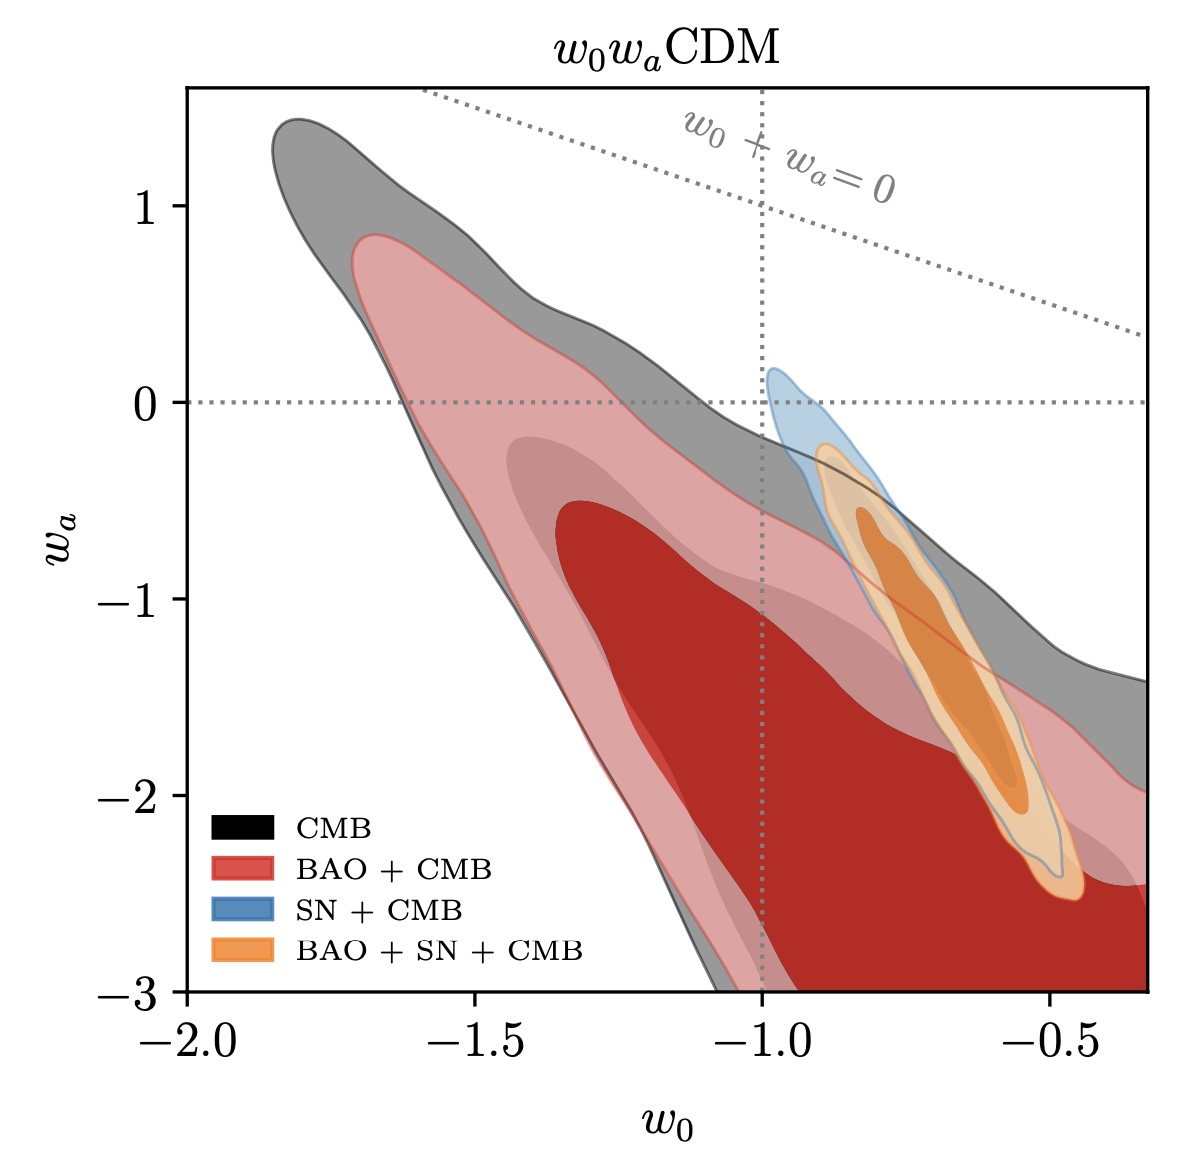 w₀wₐCDM
w₀ + wₐ = 0
1
0
−1
−2
−3
wₐ
CMB
BAO + CMB
SN + CMB
BAO + SN + CMB
−2.0 −1.5 −1.0 −0.5
w₀